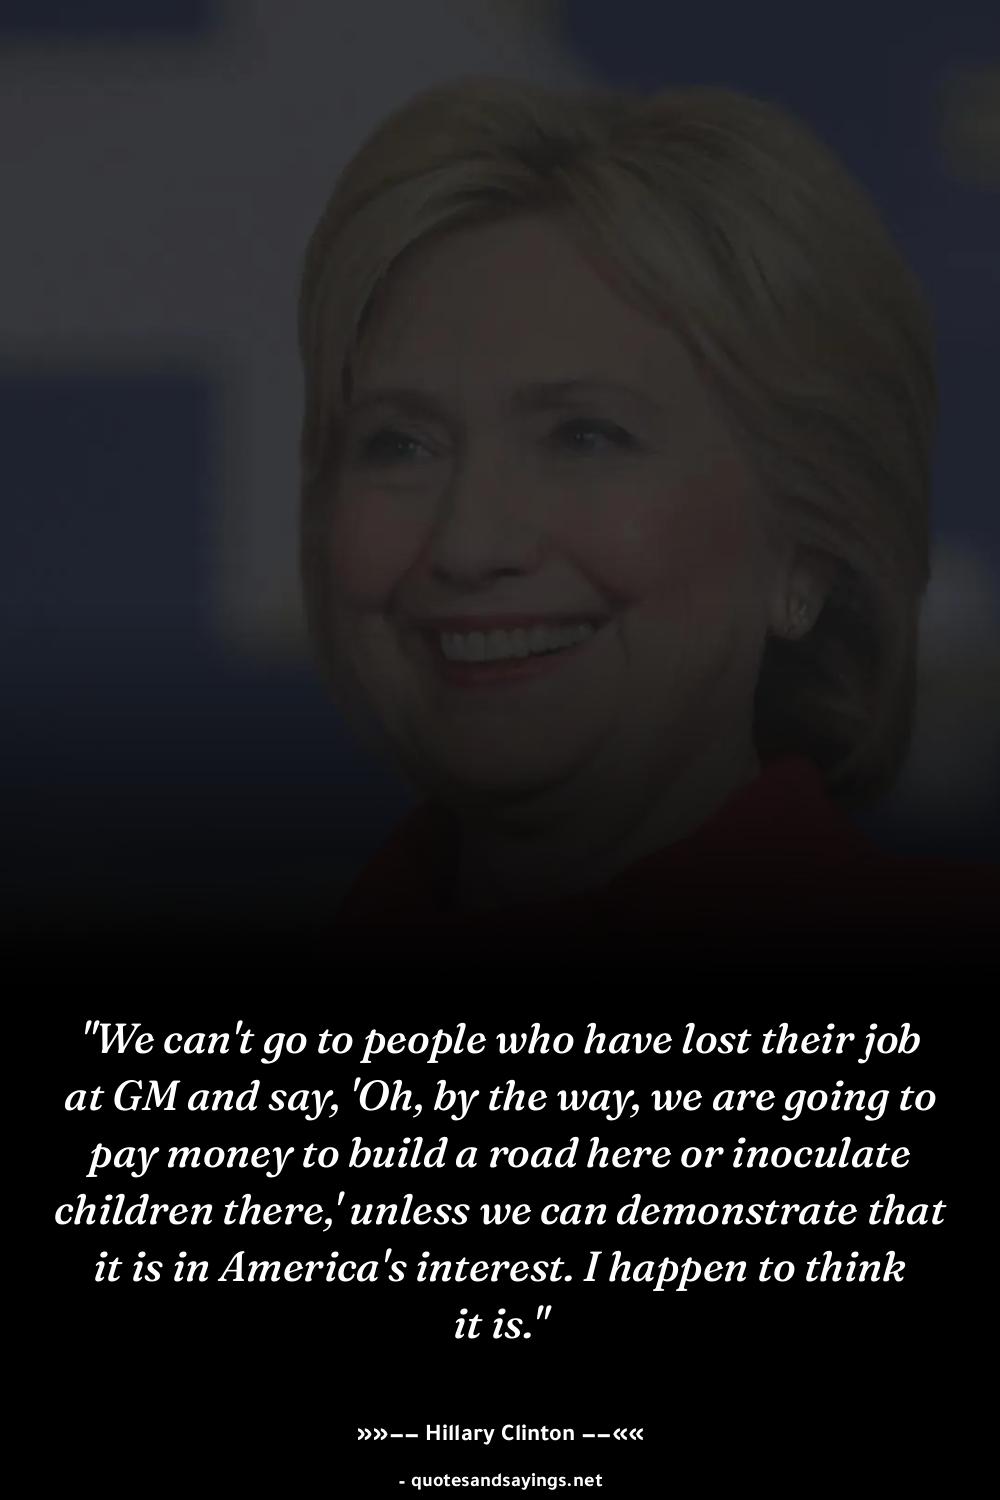 "We can't go to people who have lost their job
at GM and say, 'Oh, by the way, we are going to
pay money to build a road here or inoculate
children there,' unless we can demonstrate that
it is in America's interest. I happen to think
it is."
»»−− Hillary Clinton −−««
- quotesandsayings.net